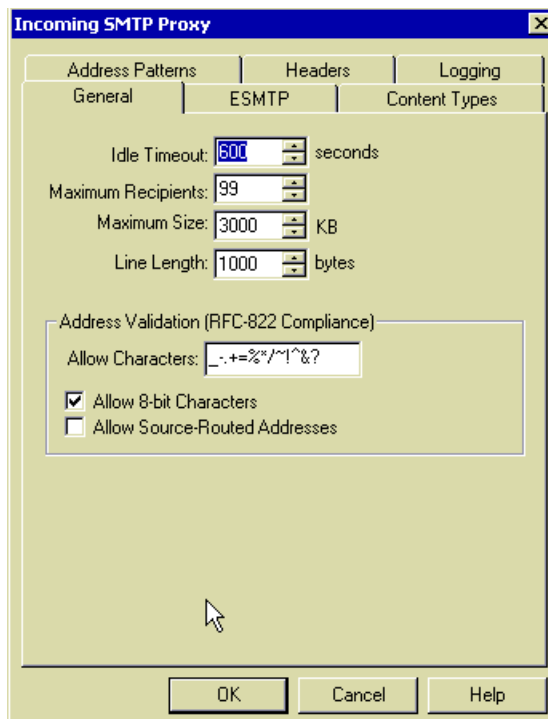 Incoming SMTP Proxy
Address Patterns Headers Logging
General ESMTP Content Types
Idle Timeout: 600 seconds
Maximum Recipients: 99
Maximum Size: 3000 KB
Line Length: 1000 bytes
Address Validation (RFC-822 Compliance)
Allow Characters: _-.+=%*/~!^&?
Allow 8-bit Characters
Allow Source-Routed Addresses
OK Cancel Help